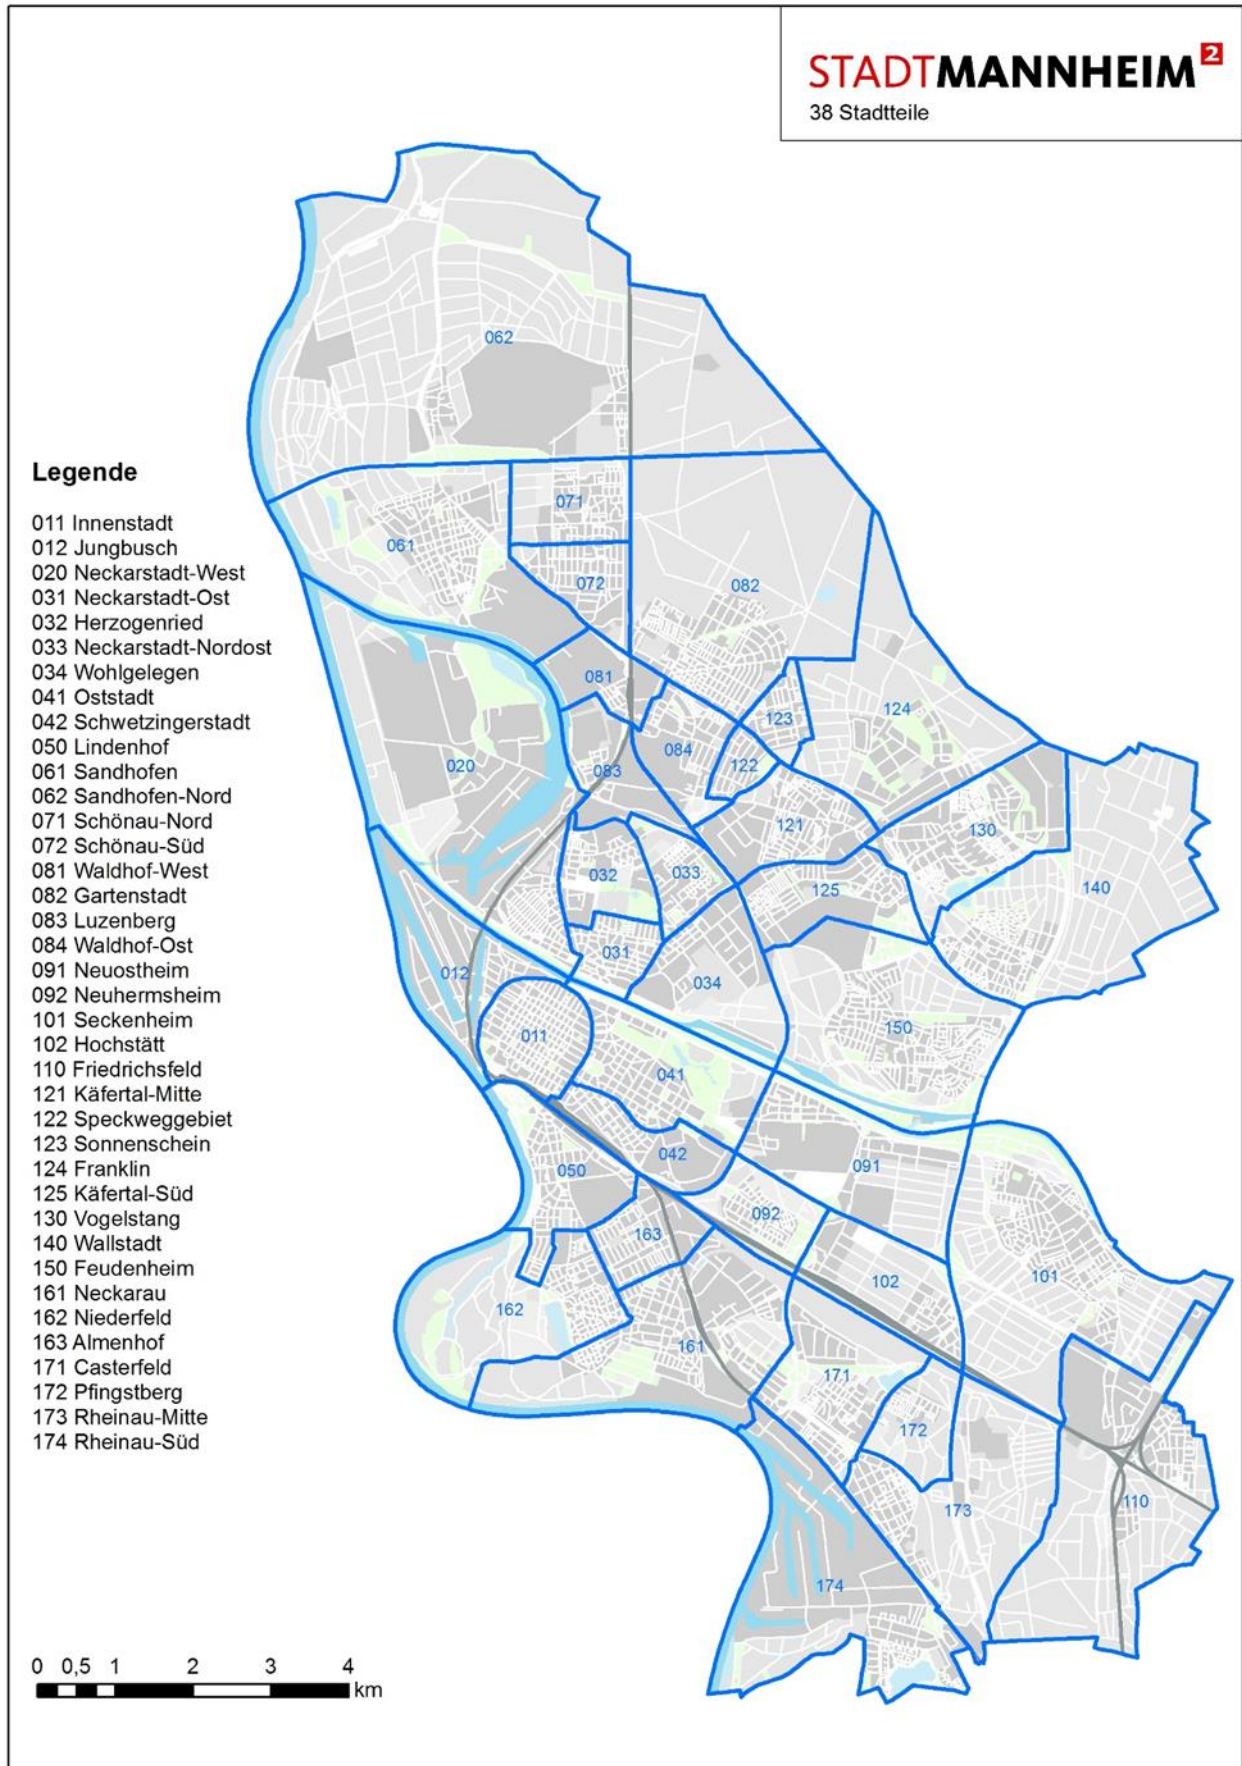 STADTMANNHEIM²
38 Stadtteile
062
071
061
072
082
081
123
124
084
122
083
020
121
130
032
033
125
140
031
012
034
011
150
041
042
050
091
092
163
102
101
162
161
171
172
173
110
174
Legende
011 Innenstadt
012 Jungbusch
020 Neckarstadt-West
031 Neckarstadt-Ost
032 Herzogenried
033 Neckarstadt-Nordost
034 Wohlgelegen
041 Oststadt
042 Schwetzingerstadt
050 Lindenhof
061 Sandhofen
062 Sandhofen-Nord
071 Schönau-Nord
072 Schönau-Süd
081 Waldhof-West
082 Gartenstadt
083 Luzenberg
084 Waldhof-Ost
091 Neuostheim
092 Neuhermsheim
101 Seckenheim
102 Hochstätt
110 Friedrichsfeld
121 Käfertal-Mitte
122 Speckweggebiet
123 Sonnenschein
124 Franklin
125 Käfertal-Süd
130 Vogelstang
140 Wallstadt
150 Feudenheim
161 Neckarau
162 Niederfeld
163 Almenhof
171 Casterfeld
172 Pfingstberg
173 Rheinau-Mitte
174 Rheinau-Süd
0 0,5 1 2 3 4
km